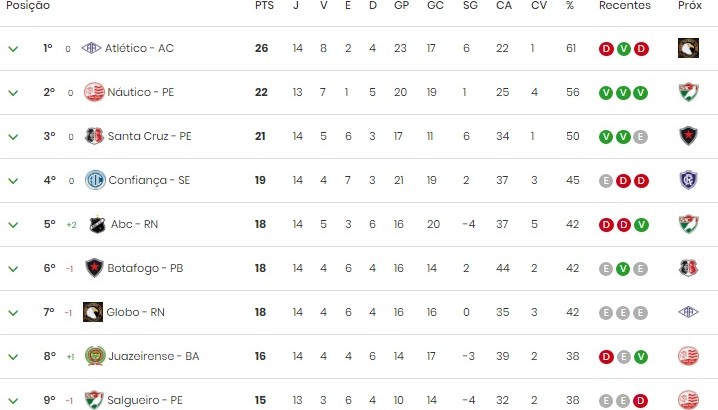 Posição PTS J V E D GP GC SG CA CV % Recentes Próx
1º 0 Atlético - AC 26 14 8 2 4 23 17 6 22 1 61 D V D
2º 0 Náutico - PE 22 13 7 1 5 20 19 1 25 4 56 V V V
3º 0 Santa Cruz - PE 21 14 5 6 3 17 11 6 34 1 50 V V E
4º 0 Confiança - SE 19 14 4 7 3 21 19 2 37 3 45 E D D
5º +2 Abc - RN 18 14 5 3 6 16 20 -4 37 5 42 D D V
6º -1 Botafogo - PB 18 14 4 6 4 16 14 2 44 2 42 E V E
7º -1 Globo - RN 18 14 4 6 4 16 16 0 35 3 42 E E E
8º +1 Juazeirense - BA 16 14 4 4 6 14 17 -3 39 2 38 D E V
9º -1 Salgueiro - PE 15 13 3 6 4 10 14 -4 32 2 38 E E D